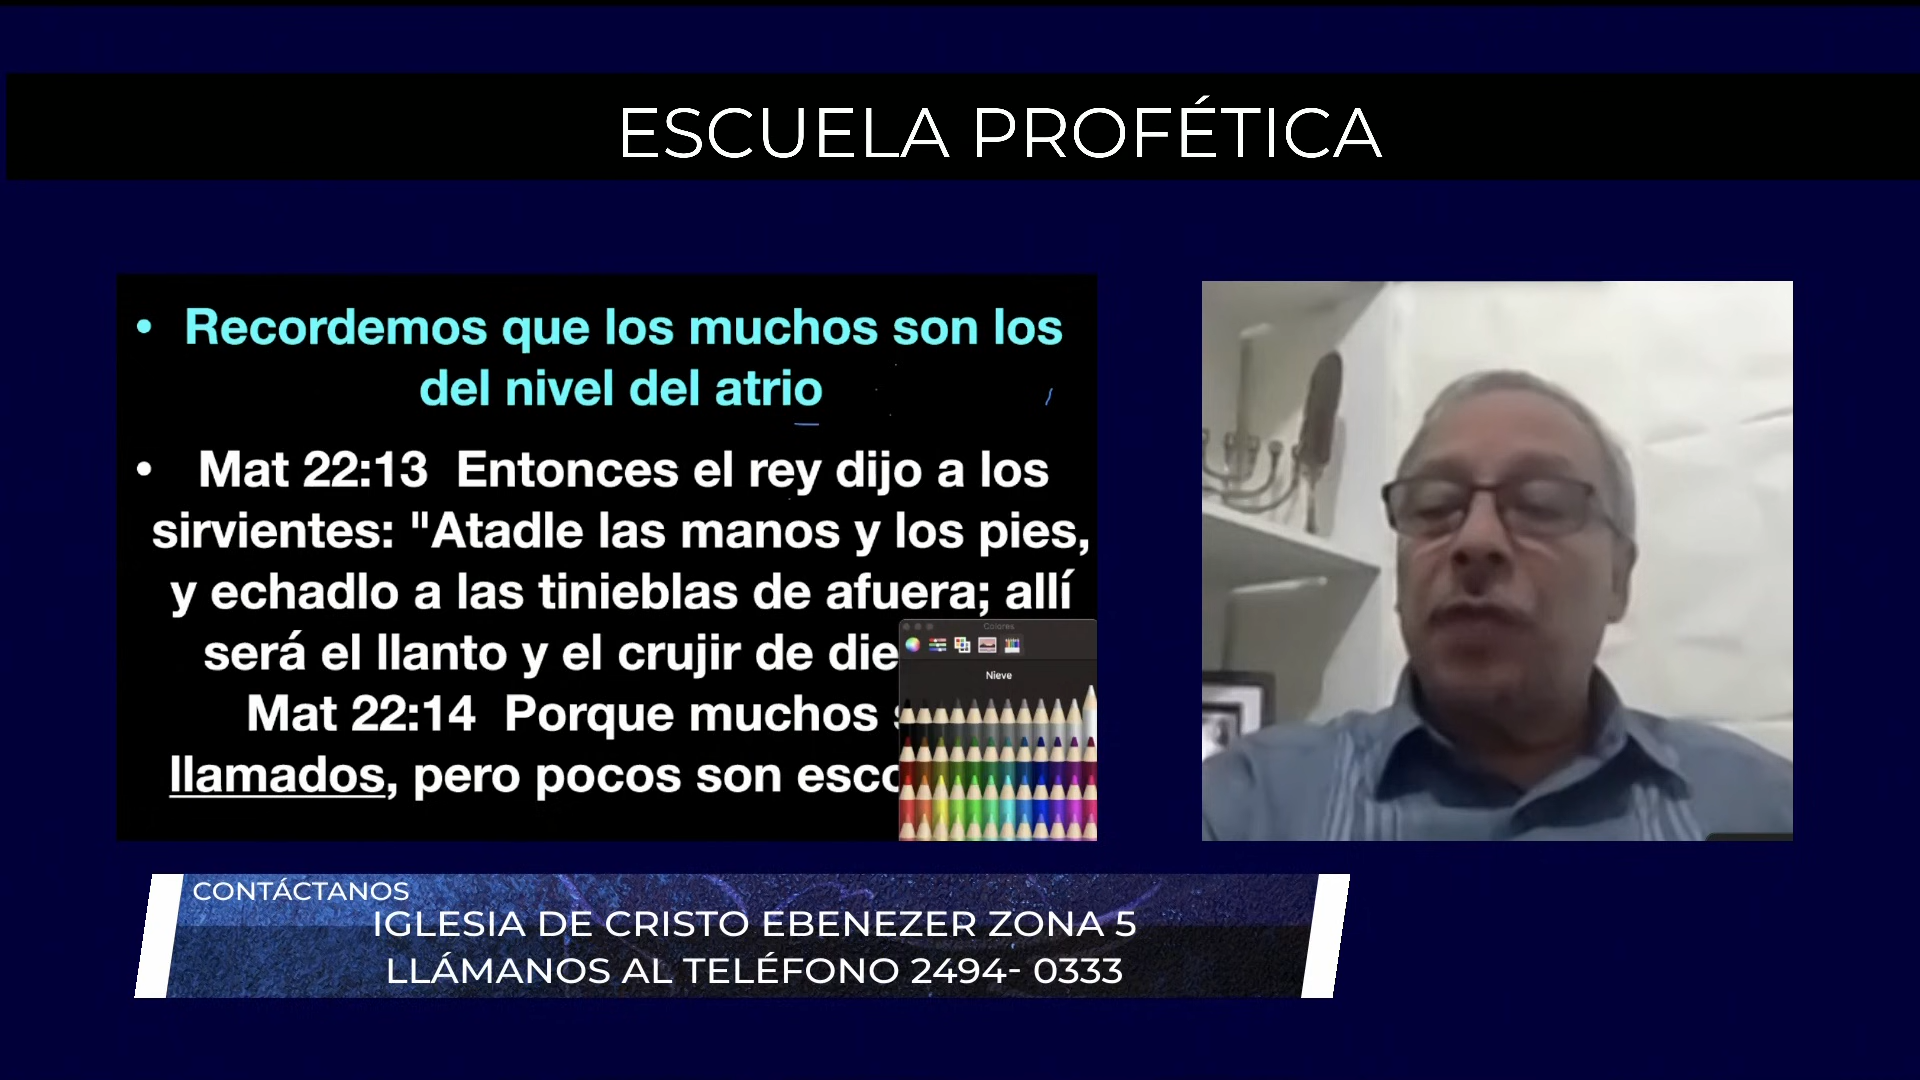 ESCUELA PROFÉTICA
• Recordemos que los muchos son los
del nivel del atrio
• Mat 22:13 Entonces el rey dijo a los
sirvientes: "Atadle las manos y los pies,
y echadlo a las tinieblas de afuera; allí
será el llanto y el crujir de die
Mat 22:14 Porque muchos
llamados, pero pocos son esco
Colores
Nieve
CONTÁCTANOS
IGLESIA DE CRISTO EBENEZER ZONA 5
LLÁMANOS AL TELÉFONO 2494- 0333